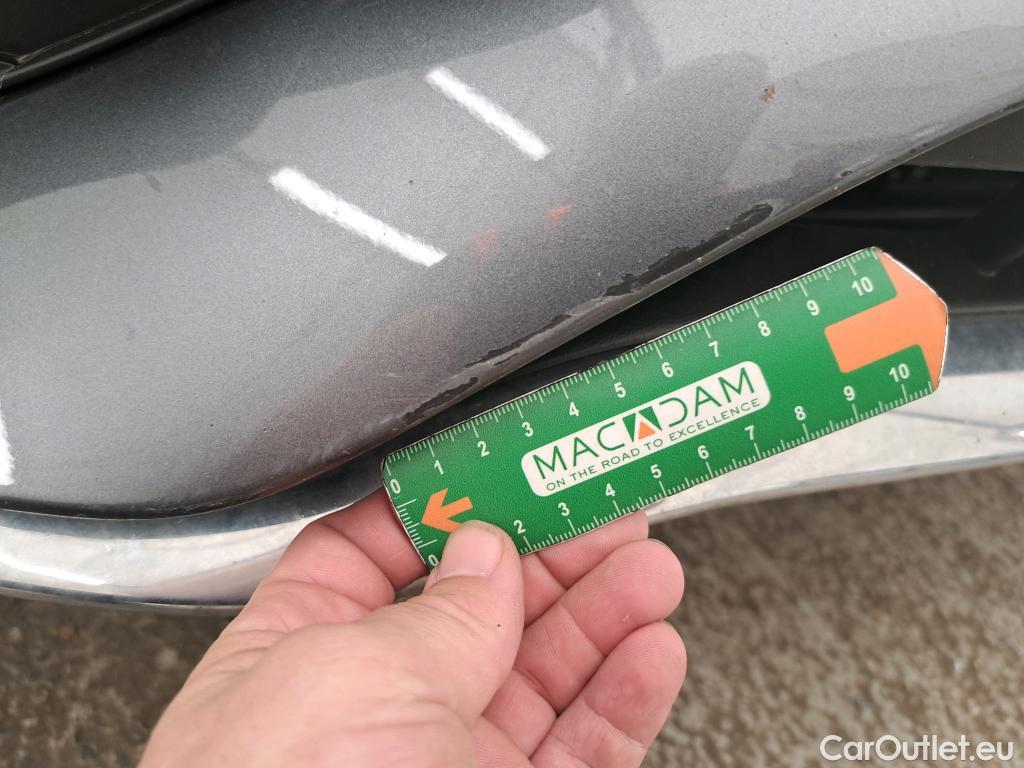 0 1 2 3 4 5 6 7 8 9 10
MACADAM
ON THE ROAD TO EXCELLENCE
0 2 3 4 5 6 7 8 9 10
CarOutlet.eu